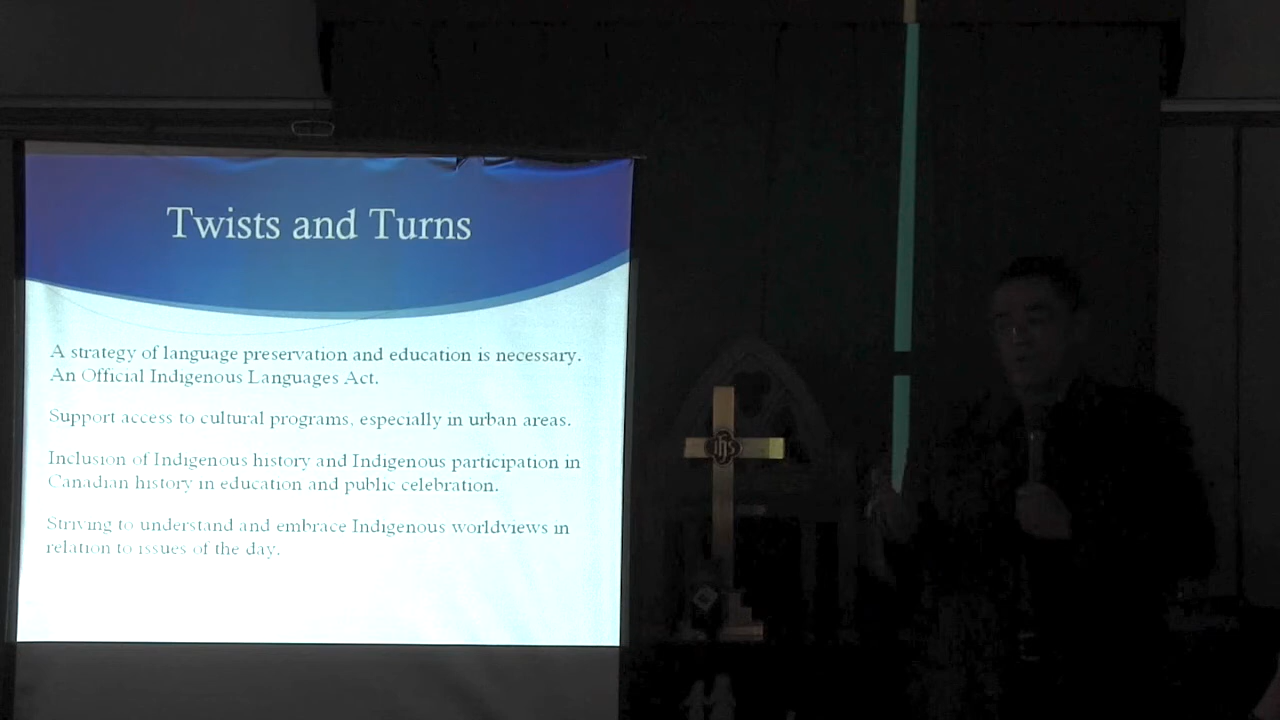 Twists and Turns
A strategy of language preservation and education is necessary.
An Official Indigenous Languages Act.
Support access to cultural programs, especially in urban areas.
Inclusion of Indigenous history and Indigenous participation in
Canadian history in education and public celebration.
Striving to understand and embrace Indigenous worldviews in
relation to issues of the day.
ihs